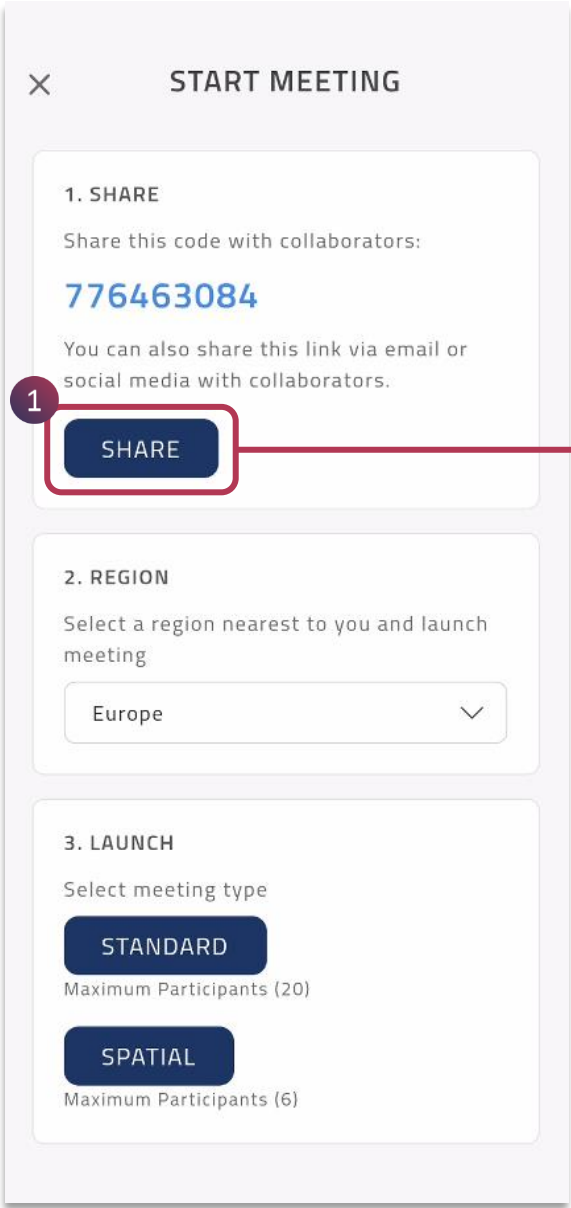 START MEETING
1. SHARE
Share this code with collaborators:
776463084
You can also share this link via email or
social media with collaborators.
1
SHARE
2. REGION
Select a region nearest to you and launch
meeting
Europe
3. LAUNCH
Select meeting type
STANDARD
Maximum Participants (20)
SPATIAL
Maximum Participants (6)